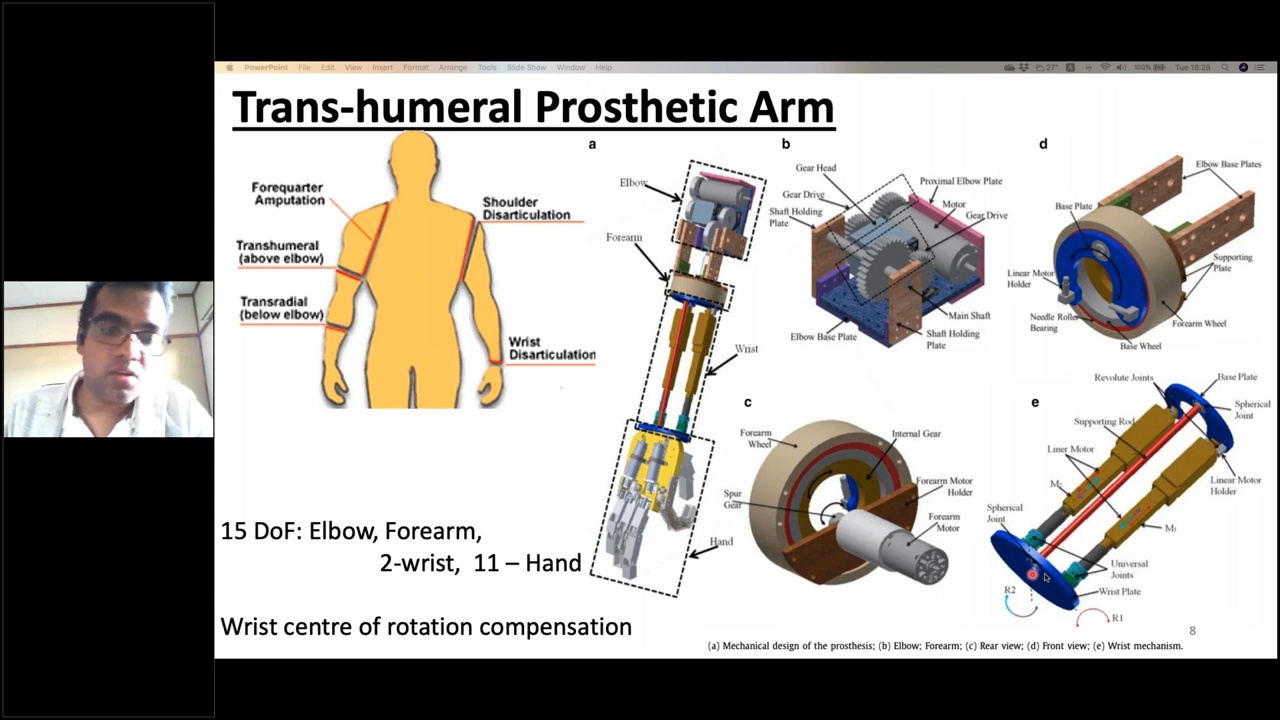 PowerPoint File Edit View Insert Format Arrange Tools Slide Show Window Help
27° 100% Tue 16:28
Trans-humeral Prosthetic Arm
Forequarter
Amputation
Transhumeral
(above elbow)
Transradial
(below elbow)
Shoulder
Disarticulation
Wrist
Disarticulation
15 DoF: Elbow, Forearm,
2-wrist, 11 – Hand
Wrist centre of rotation compensation
a
Elbow
Forearm
Wrist
Hand
b
Gear Head
Gear Drive
Shaft Holding
Plate
Proximal Elbow Plate
Motor
Gear Drive
Elbow Base Plate
Main Shaft
Shaft Holding
Plate
c
Forearm
Wheel
Internal Gear
Spur
Gear
Forearm Motor
Holder
Forearm
Motor
d
Elbow Base Plates
Base Plate
Linear Motor
Holder
Supporting
Plate
Needle Roller
Bearing
Forearm Wheel
Base Wheel
e
Revolute Joints
Base Plate
Supporting Rod
Spherical
Joint
Liner Motor
Linear Motor
Holder
Spherical
Joint
Universal
Joints
Wrist Plate
R2
R1
8
(a) Mechanical design of the prosthesis; (b) Elbow; Forearm; (c) Rear view; (d) Front view; (e) Wrist mechanism.